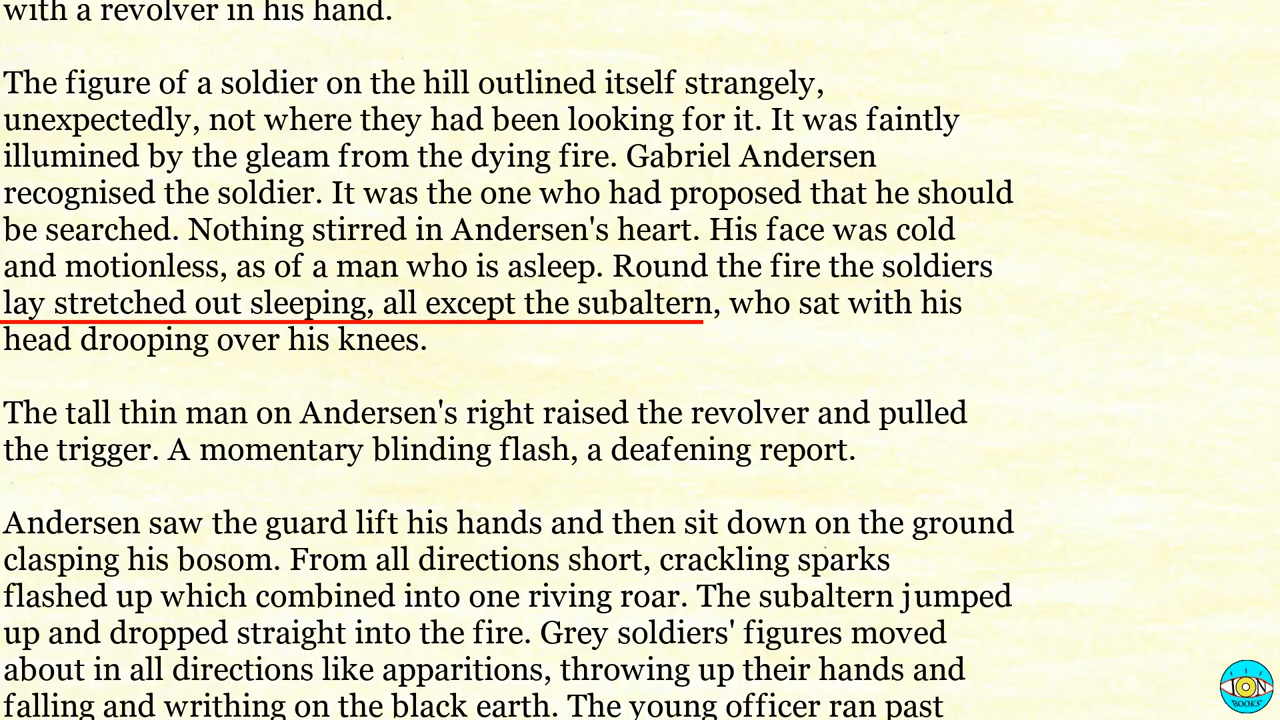 with a revolver in his hand.
The figure of a soldier on the hill outlined itself strangely,
unexpectedly, not where they had been looking for it. It was faintly
illumined by the gleam from the dying fire. Gabriel Andersen
recognised the soldier. It was the one who had proposed that he should
be searched. Nothing stirred in Andersen's heart. His face was cold
and motionless, as of a man who is asleep. Round the fire the soldiers
lay stretched out sleeping, all except the subaltern, who sat with his
head drooping over his knees.
The tall thin man on Andersen's right raised the revolver and pulled
the trigger. A momentary blinding flash, a deafening report.
Andersen saw the guard lift his hands and then sit down on the ground
clasping his bosom. From all directions short, crackling sparks
flashed up which combined into one riving roar. The subaltern jumped
up and dropped straight into the fire. Grey soldiers' figures moved
about in all directions like apparitions, throwing up their hands and
falling and writhing on the black earth. The young officer ran past
ION
BOOKS